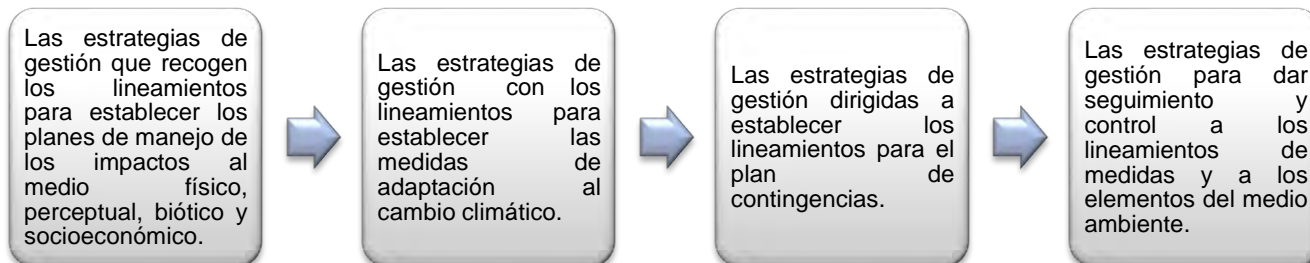 Las estrategias de
gestión que recogen
los lineamientos
para establecer los
planes de manejo de
los impactos al
medio físico,
perceptual, biótico y
socioeconómico.
Las estrategias de
gestión con los
lineamientos para
establecer las
medidas de
adaptación al
cambio climático.
Las estrategias de
gestión dirigidas a
establecer los
lineamientos para el
plan de
contingencias.
Las estrategias de
gestión para dar
seguimiento y
control a los
lineamientos de
medidas y a los
elementos del medio
ambiente.